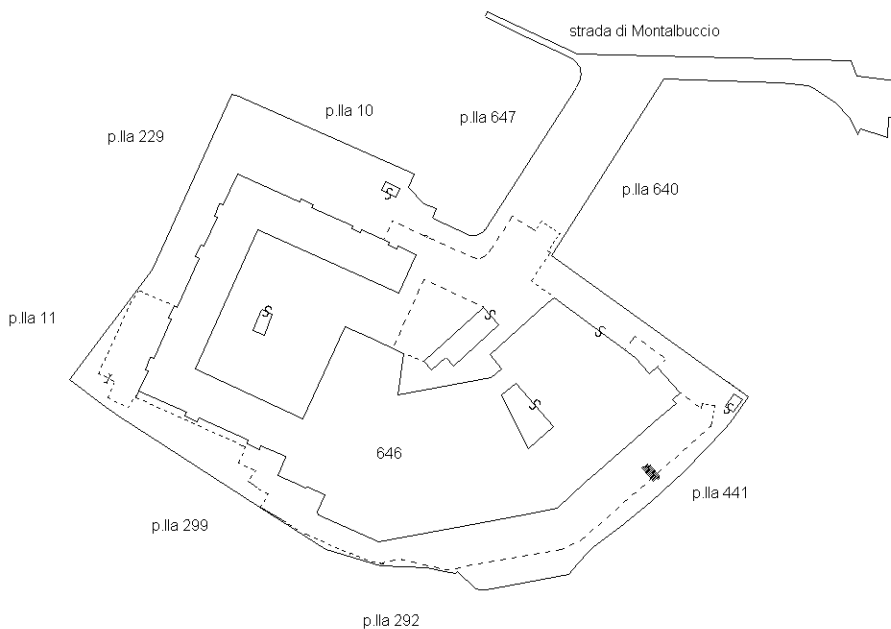 strada di Montalbuccio
p.lla 10
p.lla 647
p.lla 229
p.lla 640
p.lla 11
646
p.lla 441
p.lla 299
p.lla 292